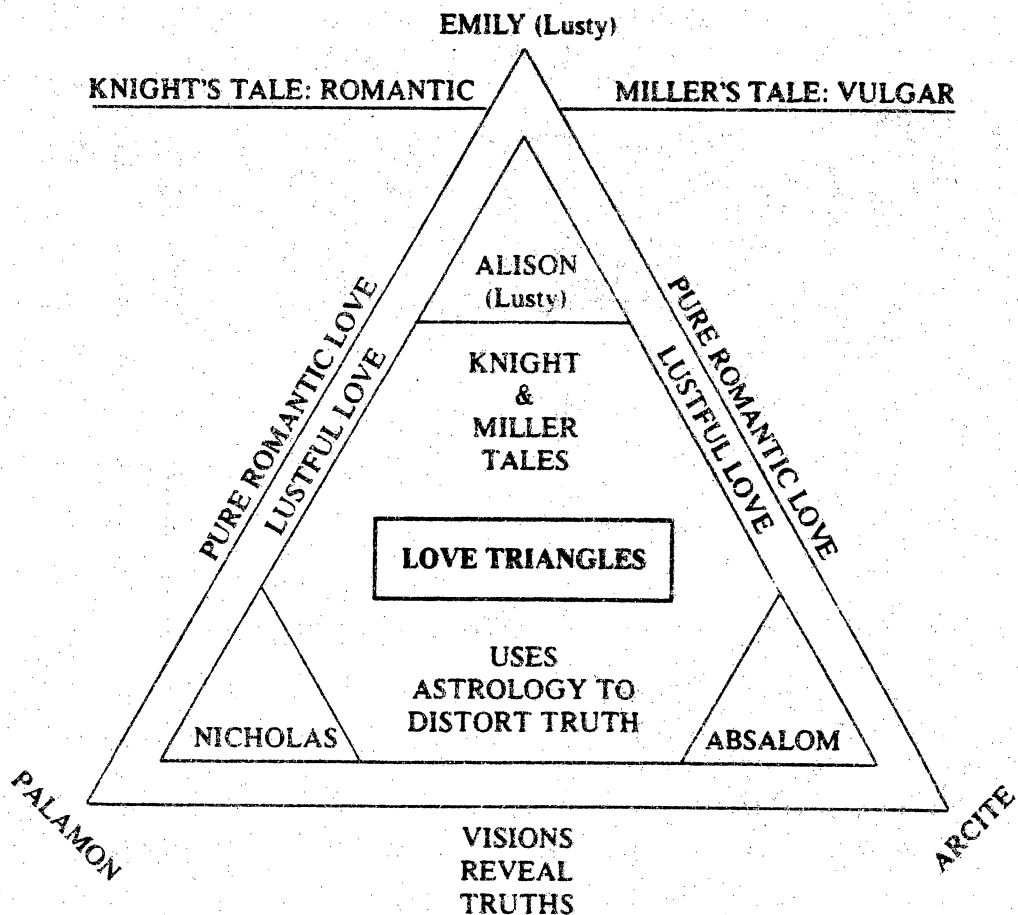 EMILY (Lusty)
KNIGHT'S TALE: ROMANTIC
MILLER'S TALE: VULGAR
ALISON
(Lusty)
PURE ROMANTIC LOVE
LUSTFUL LOVE
PURE ROMANTIC LOVE
LUSTFUL LOVE
KNIGHT
&
MILLER
TALES
LOVE TRIANGLES
USES
ASTROLOGY TO
DISTORT TRUTH
NICHOLAS
ABSALOM
PALAMON
ARCITE
VISIONS
REVEAL
TRUTHS